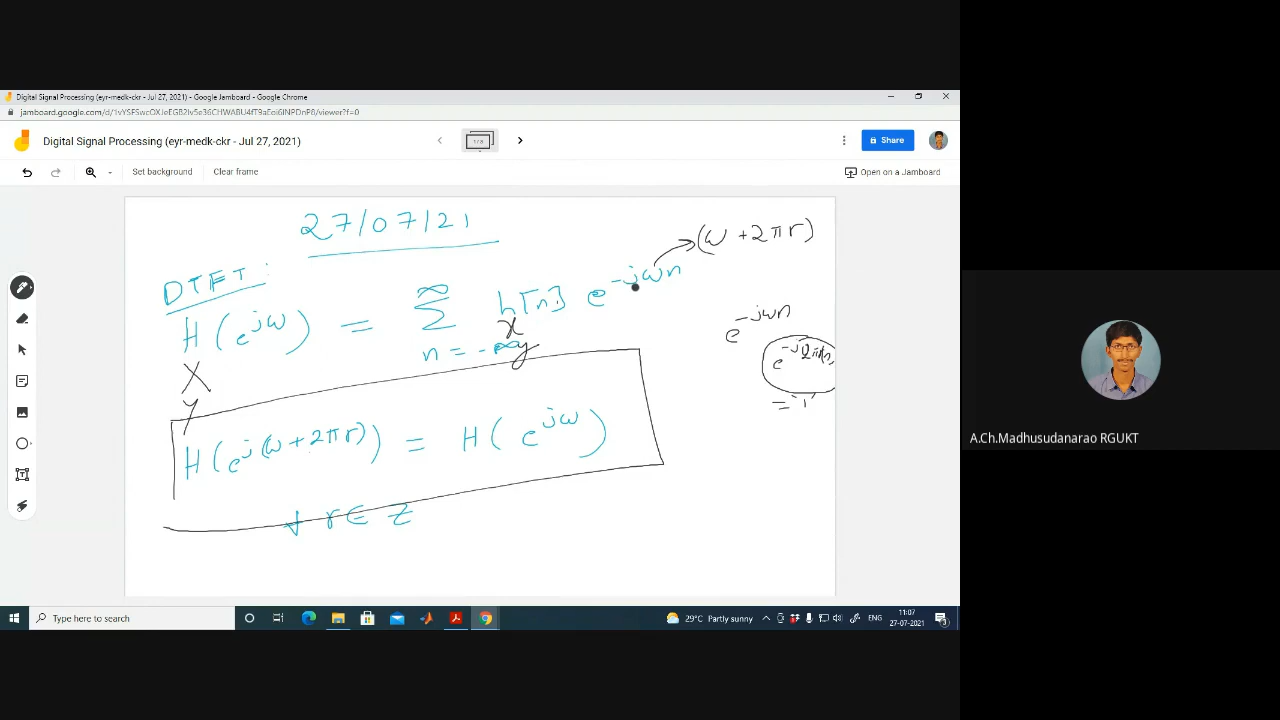 Digital Signal Processing (eyr-medk-ckr - Jul 27, 2021) - Google Jamboard - Google Chrome
Digital Signal Processing (eyr-medk-ckr - Jul 27, 2021)
1/8
Share
Set background
Clear frame
Open on a Jamboard
27/07/21
(ω + 2πr)
DTFT:
H(e^{jω}) = ∑_{n = -∞}^{∞} h[n] e^{-jωn}
x
y
X
Y
e^{-jωn}
= '1'
H(e^{j(ω + 2πr)}) = H(e^{jω})
∀ r ∈ Z
A.Ch.Madhusudanarao RGUKT
Type here to search
29°C Partly sunny
ENG
11:07
27-07-2021
3